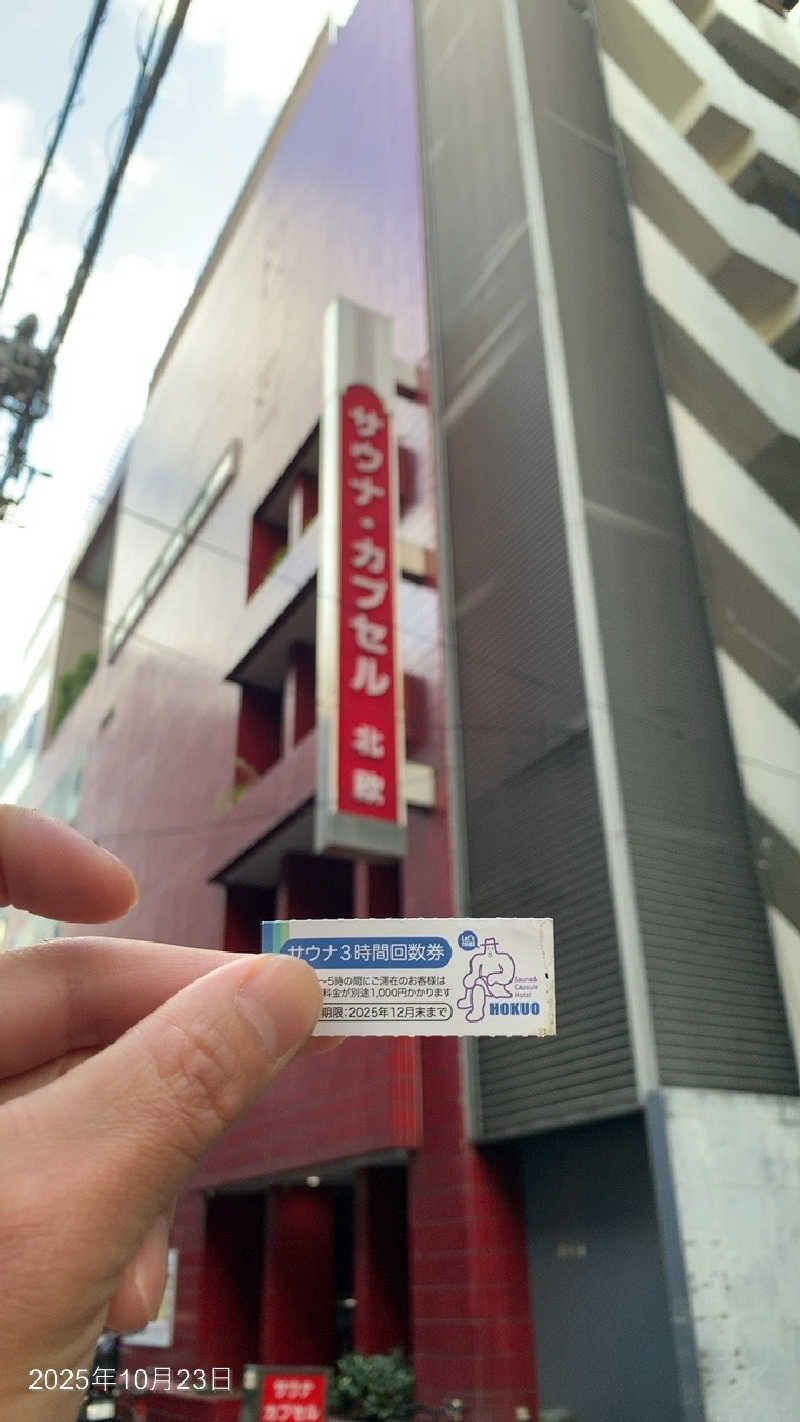 サウナ・カプセル 北欧
サウナ3時間回数券
~5時の間にご滞在のお客様は
料金が別途1,000円かかります
期限:2025年12月末まで
Let's
Sauna&
Capsule
Hotel
HOKUO
2025年10月23日
サウナ
カプセル